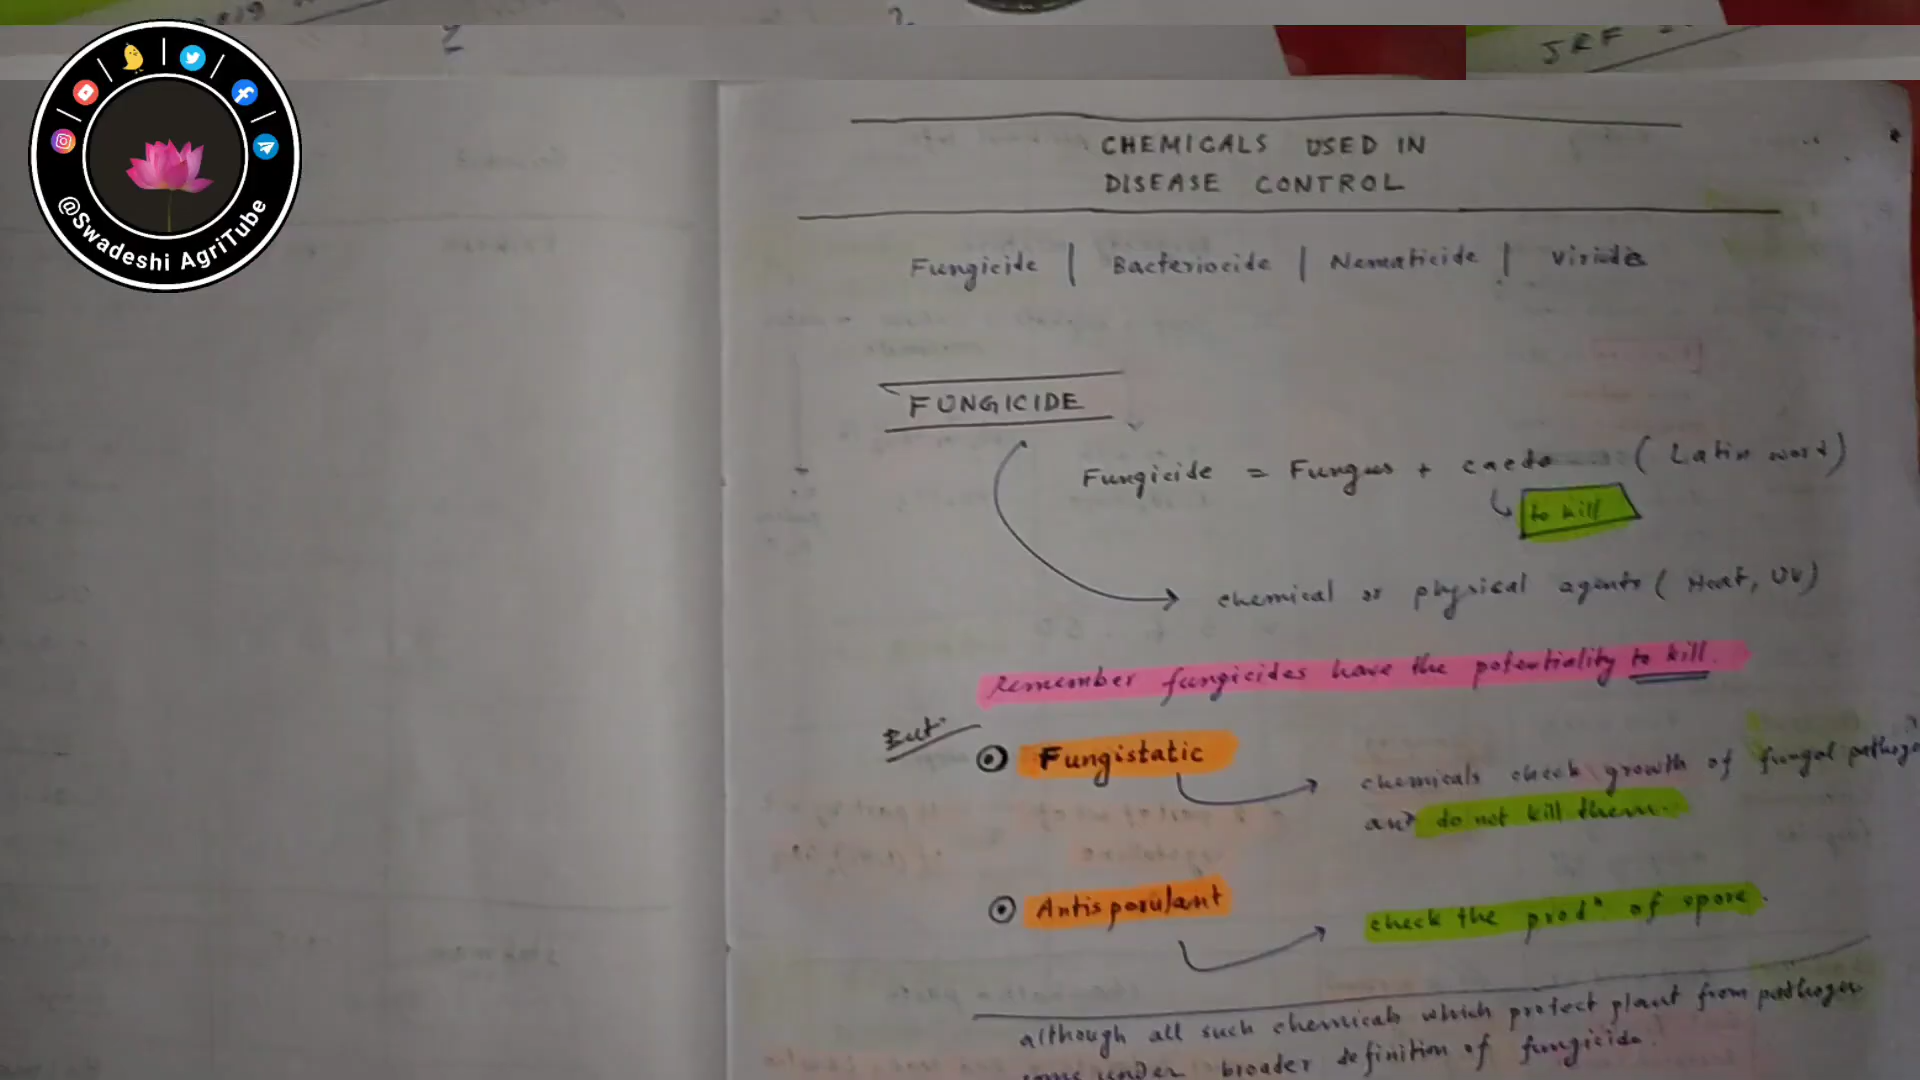 JRF
@Swadeshi AgriTube
CHEMICALS USED IN
DISEASE CONTROL
Fungicide | Bacteriocide | Nematicide |
FUNGICIDE
Fungicide = Fungus + caedo (Latin word)
to kill
chemical or physical agents (Heat, UV)
Remember fungicides have the potentiality to kill.
But
Fungistatic
chemicals check growth of fungal
and do not kill them.
Antisporulant
check the prodⁿ of spore.
although all such chemicals which protect plant from pathogen
come under broader definition of fungicide.